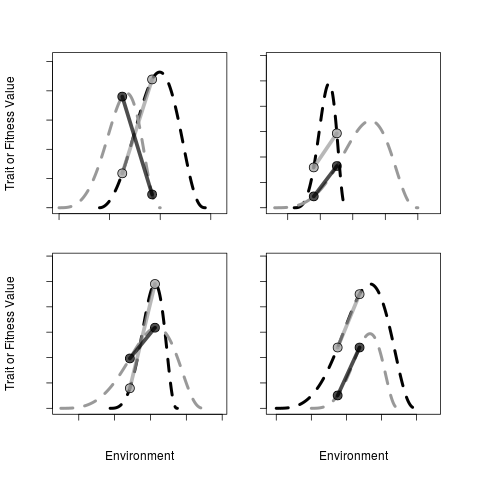 Trait or Fitness Value
Trait or Fitness Value
Environment
Environment